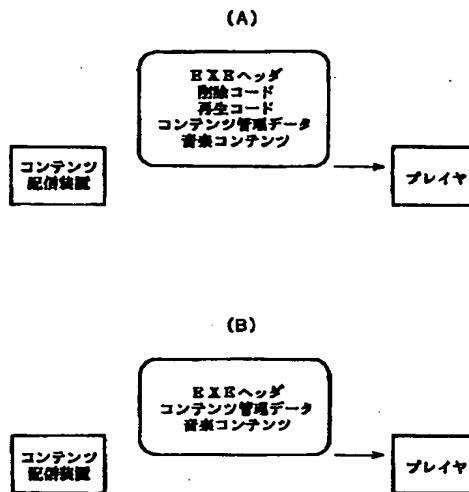 (A)
EXEヘッダ
削除コード
再生コード
コンテンツ管理データ
音楽コンテンツ
コンテンツ
配信装置
プレイヤ
(B)
EXEヘッダ
コンテンツ管理データ
音楽コンテンツ
コンテンツ
配信装置
プレイヤ